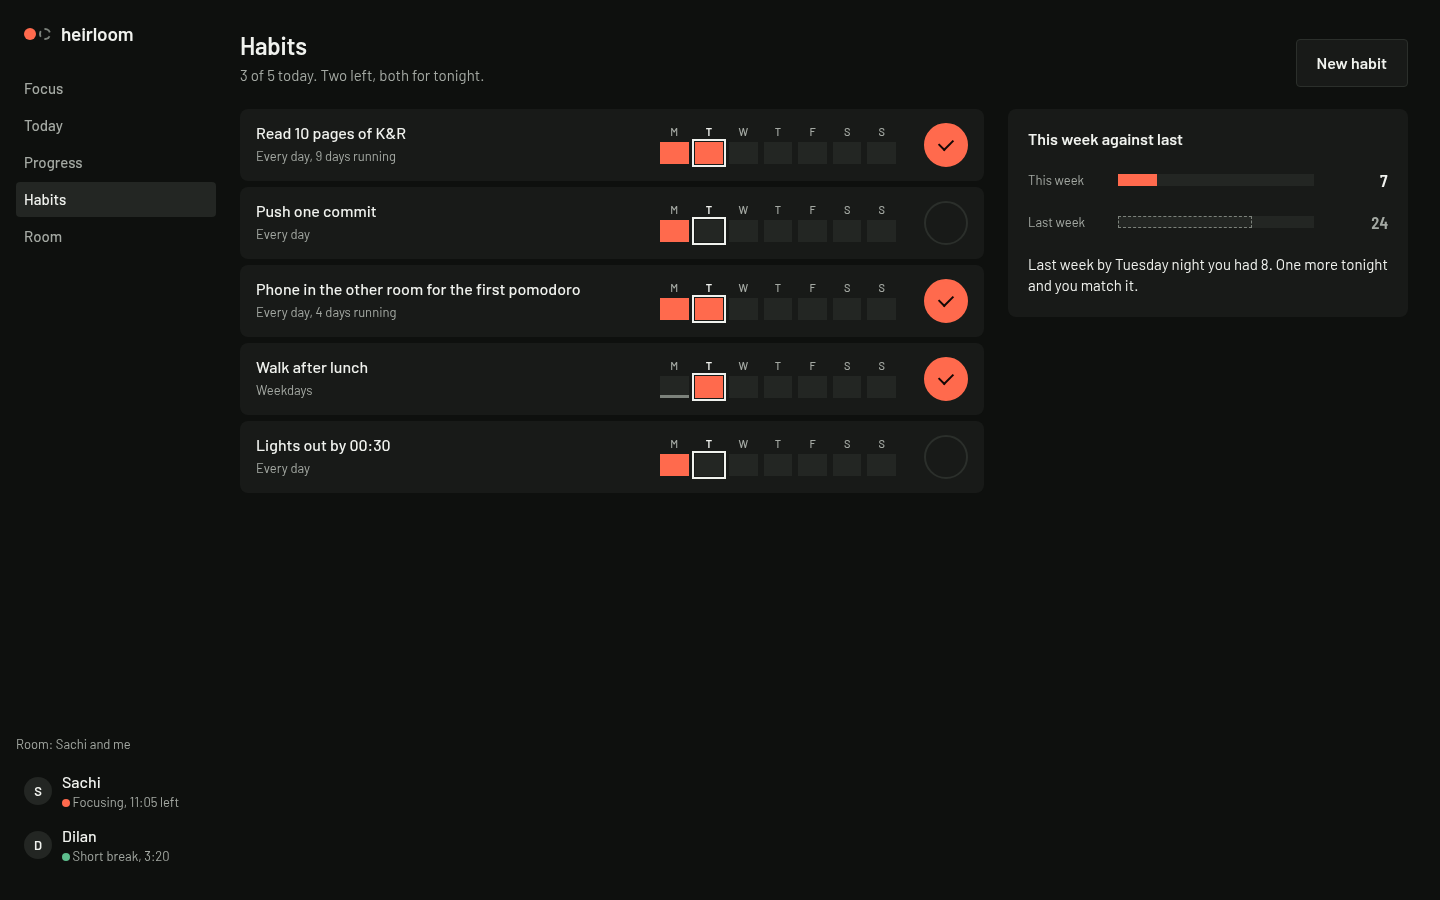 heirloom
Focus
Today
Progress
Habits
Room
Room: Sachi and me
S
Sachi
Focusing, 11:05 left
D
Dilan
Short break, 3:20
Habits
3 of 5 today. Two left, both for tonight.
New habit
Read 10 pages of K&R
Every day, 9 days running
M T W T F S S
Push one commit
Every day
M T W T F S S
Phone in the other room for the first pomodoro
Every day, 4 days running
M T W T F S S
Walk after lunch
Weekdays
M T W T F S S
Lights out by 00:30
Every day
M T W T F S S
This week against last
This week 7
Last week 24
Last week by Tuesday night you had 8. One more tonight
and you match it.